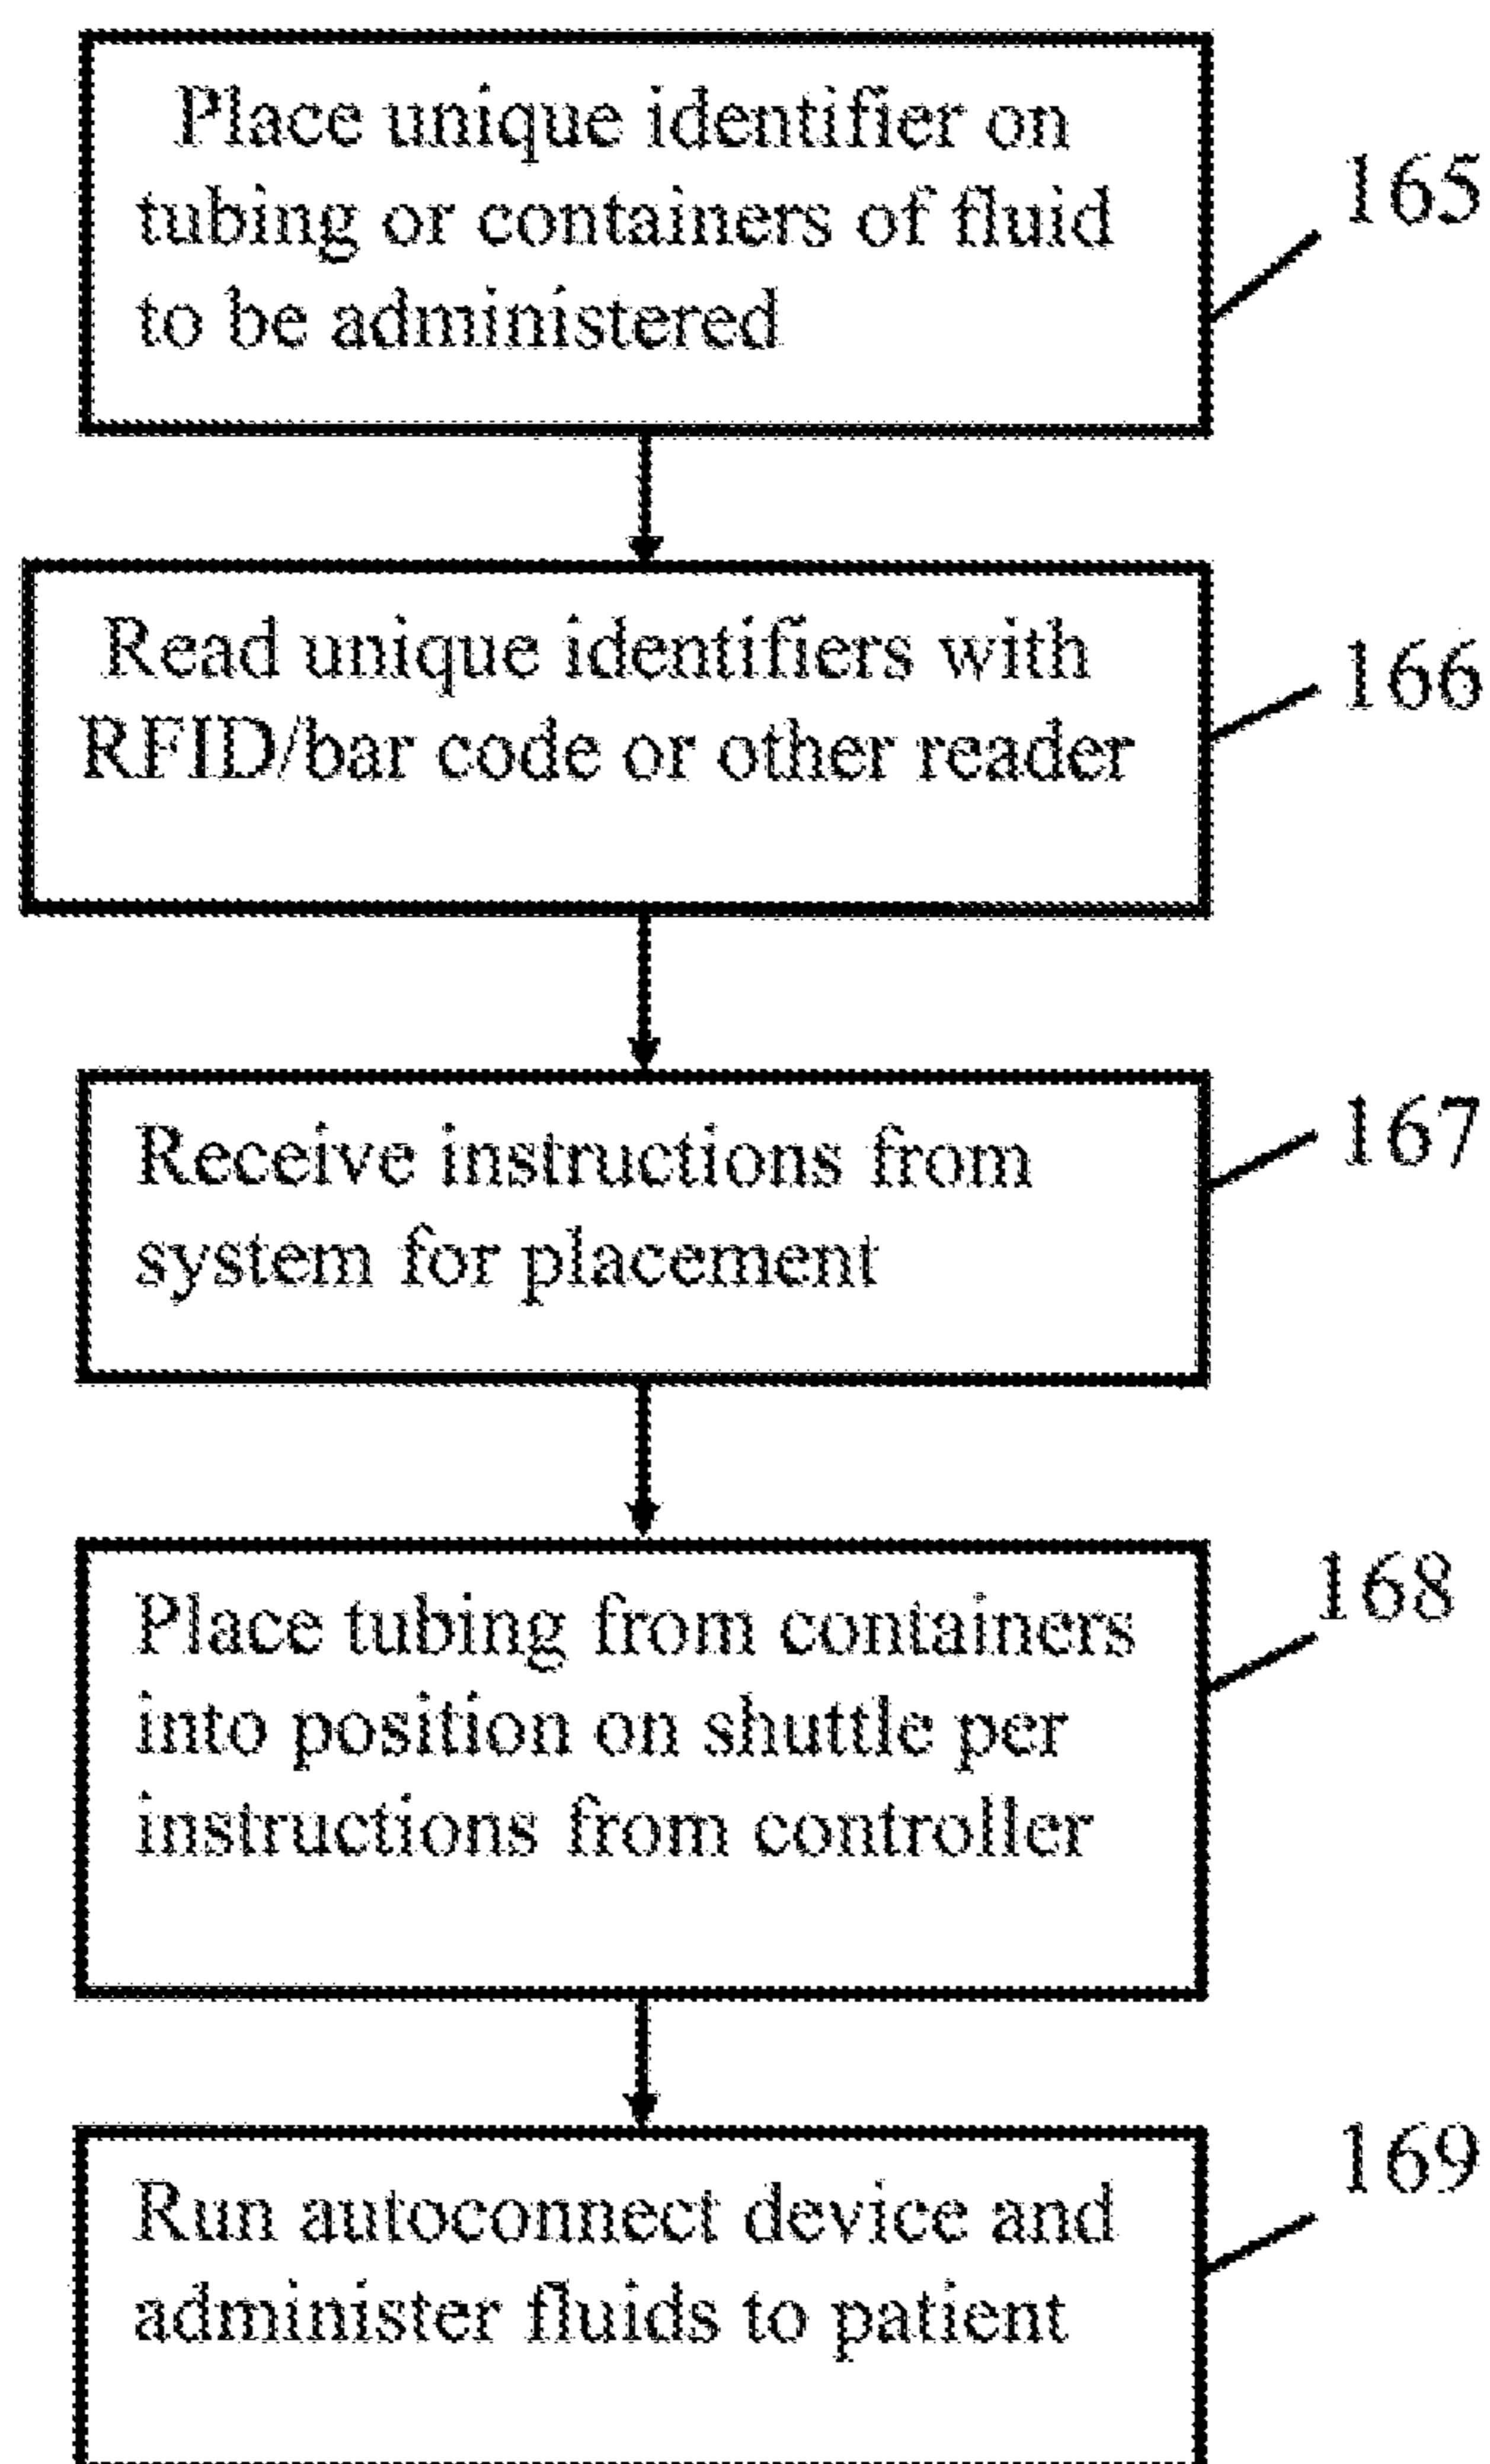 Place unique identifier on
tubing or containers of fluid
to be administered
165
Read unique identifiers with
RFID/bar code or other reader
166
Receive instructions from
system for placement
167
Place tubing from containers
into position on shuttle per
instructions from controller
168
Run autoconnect device and
administer fluids to patient
169